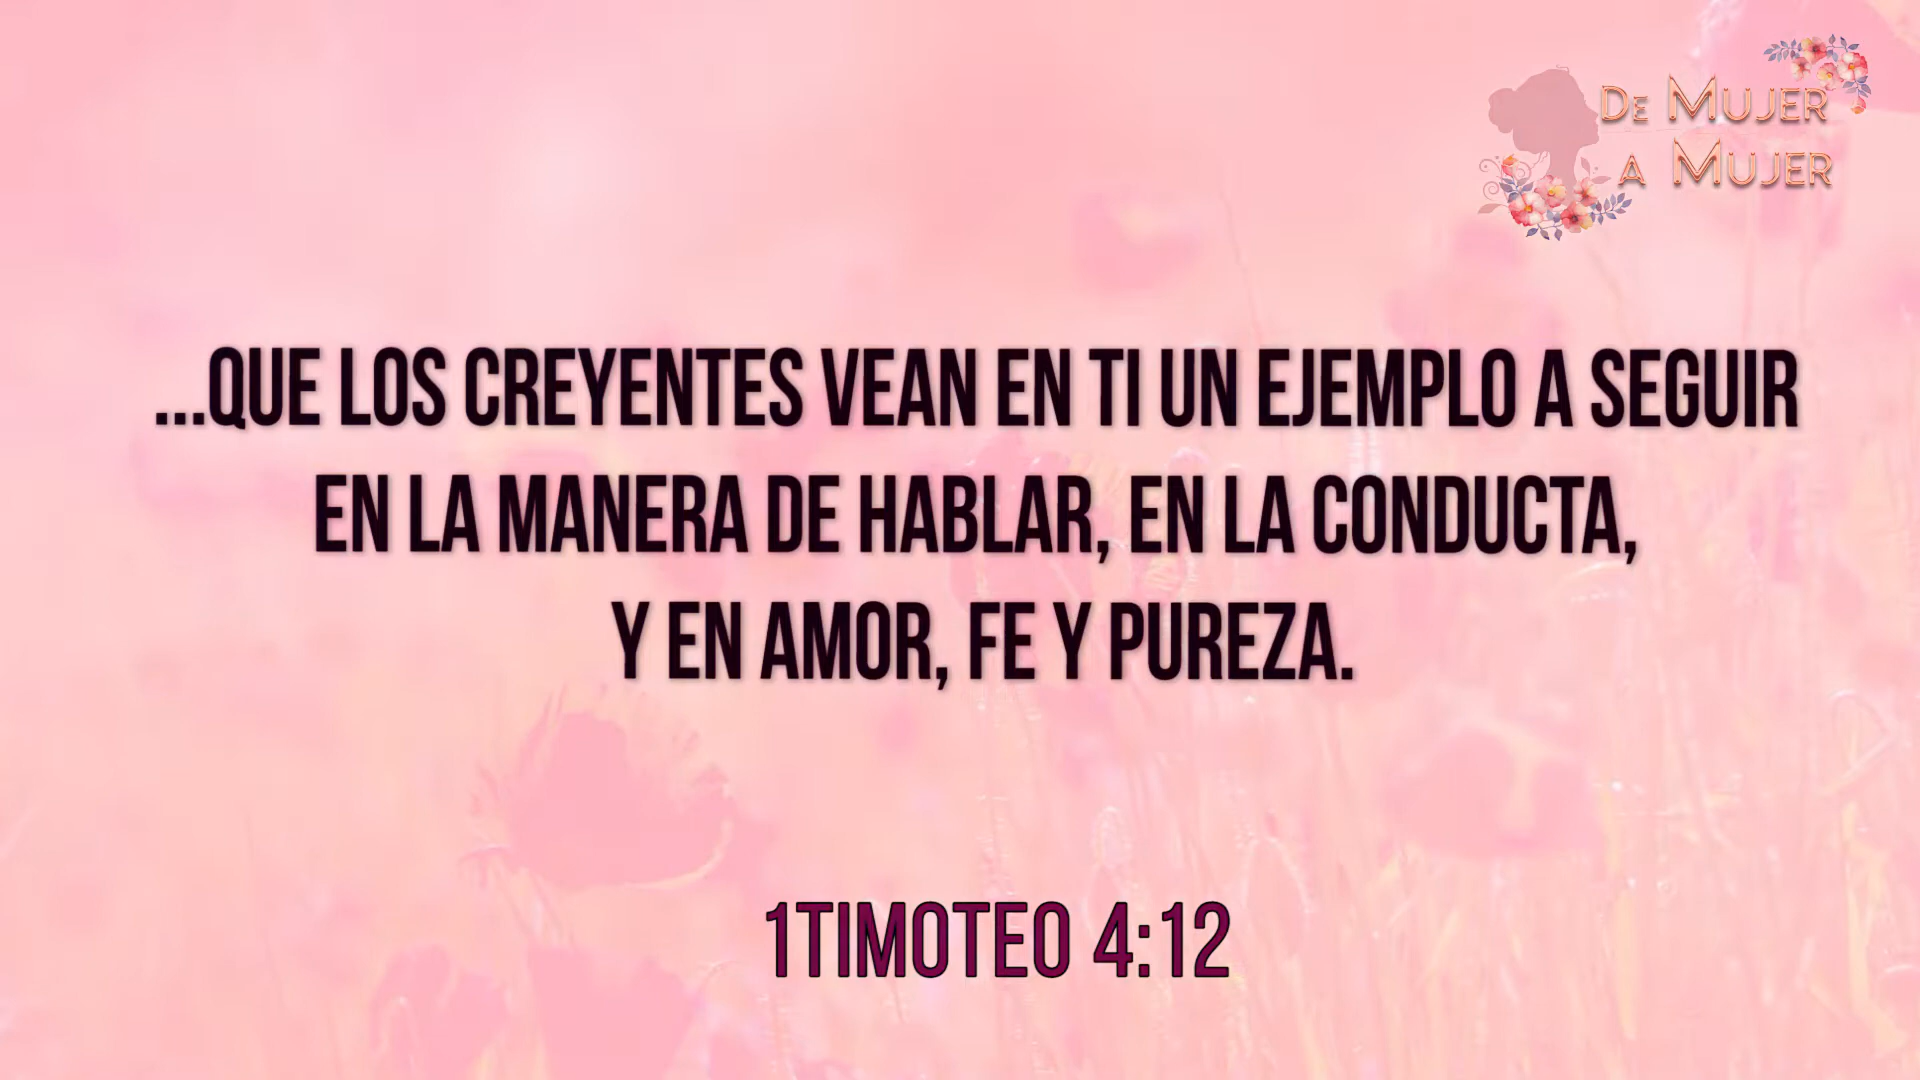 De Mujer
a Mujer
...QUE LOS CREYENTES VEAN EN TI UN EJEMPLO A SEGUIR
EN LA MANERA DE HABLAR, EN LA CONDUCTA,
Y EN AMOR, FE Y PUREZA.
1TIMOTEO 4:12